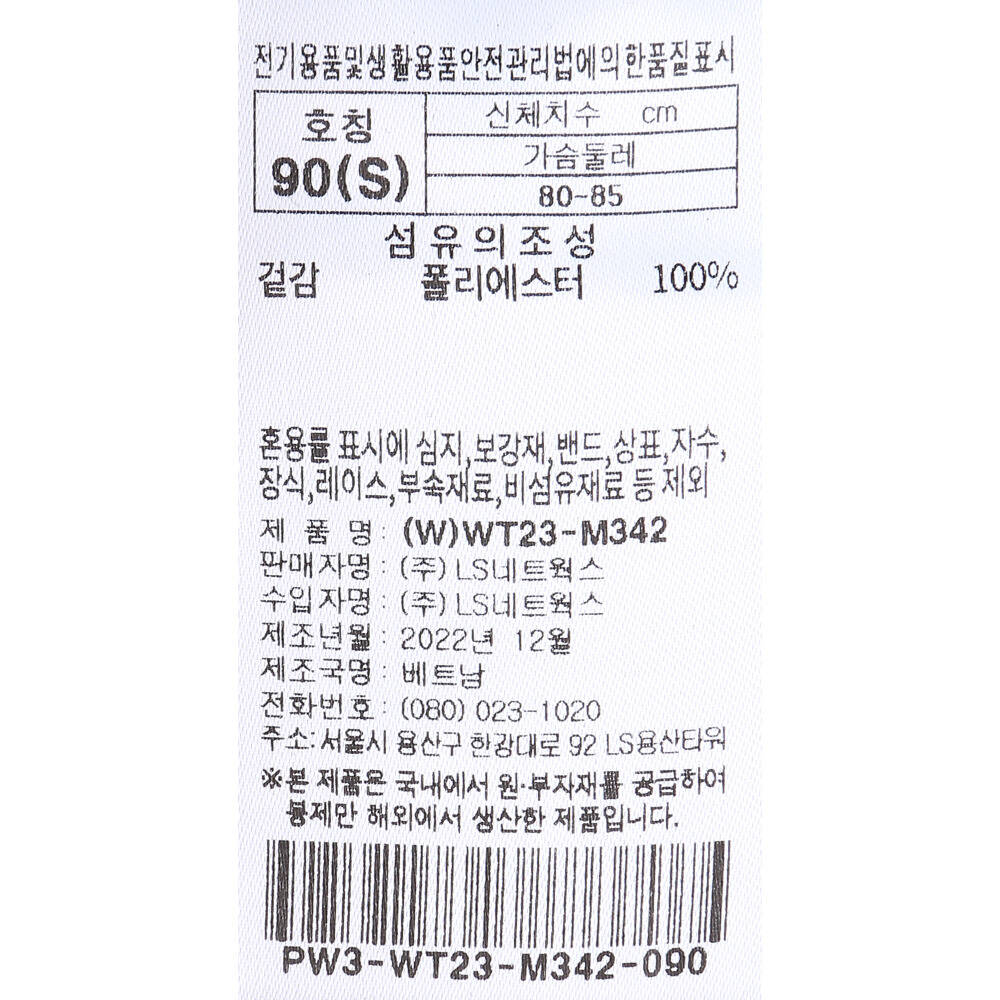 전기용품및생활용품안전관리법에의한품질표시
호칭
90(S)
신체치수 cm
가슴둘레
80-85
섬유의조성
겉감 폴리에스터 100%
혼용률 표시에 심지,보강재,밴드,상표,자수,
장식,레이스,부속재료,비섬유재료 등 제외
제 품 명 : (W)WT23-M342
판매자명 : (주)LS네트웍스
수입자명 : (주)LS네트웍스
제조년월 : 2022년 12월
제조국명 : 베트남
전화번호 : (080) 023-1020
주소: 서울시 용산구 한강대로 92 LS용산타워
※본 제품은 국내에서 원·부자재를 공급하여
봉제만 해외에서 생산한 제품입니다.
PW3-WT23-M342-090